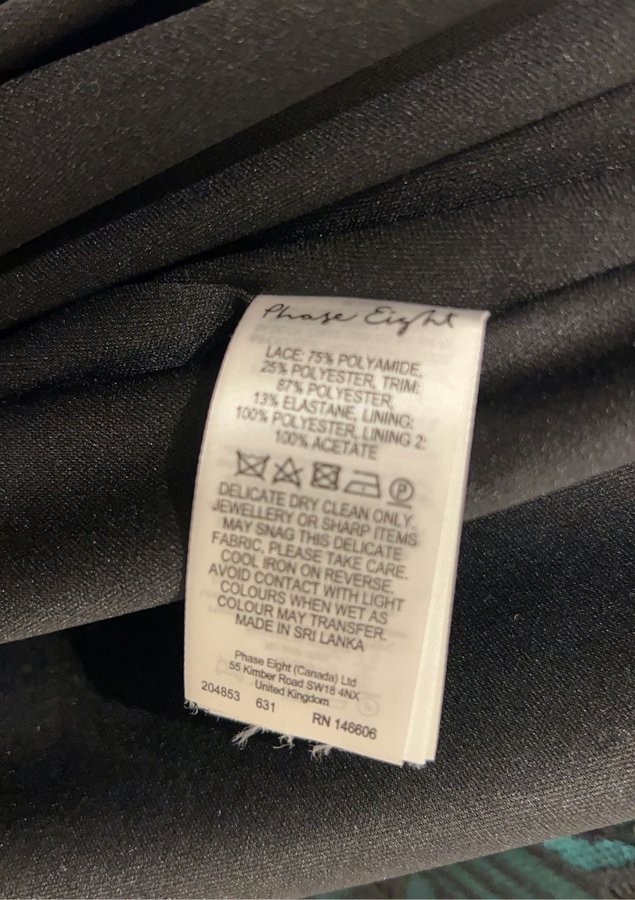 Phase Eight
LACE: 75% POLYAMIDE,
25% POLYESTER, TRIM:
87% POLYESTER,
13% ELASTANE, LINING:
100% POLYESTER, LINING 2:
100% ACETATE
P
DELICATE DRY CLEAN ONLY.
JEWELLERY OR SHARP ITEMS
MAY SNAG THIS DELICATE
FABRIC, PLEASE TAKE CARE.
COOL IRON ON REVERSE.
AVOID CONTACT WITH LIGHT
COLOURS WHEN WET AS
COLOUR MAY TRANSFER.
MADE IN SRI LANKA
Phase Eight (Canada) Ltd
55 Kimber Road SW18 4NX
United Kingdom
204853 631 RN 146606